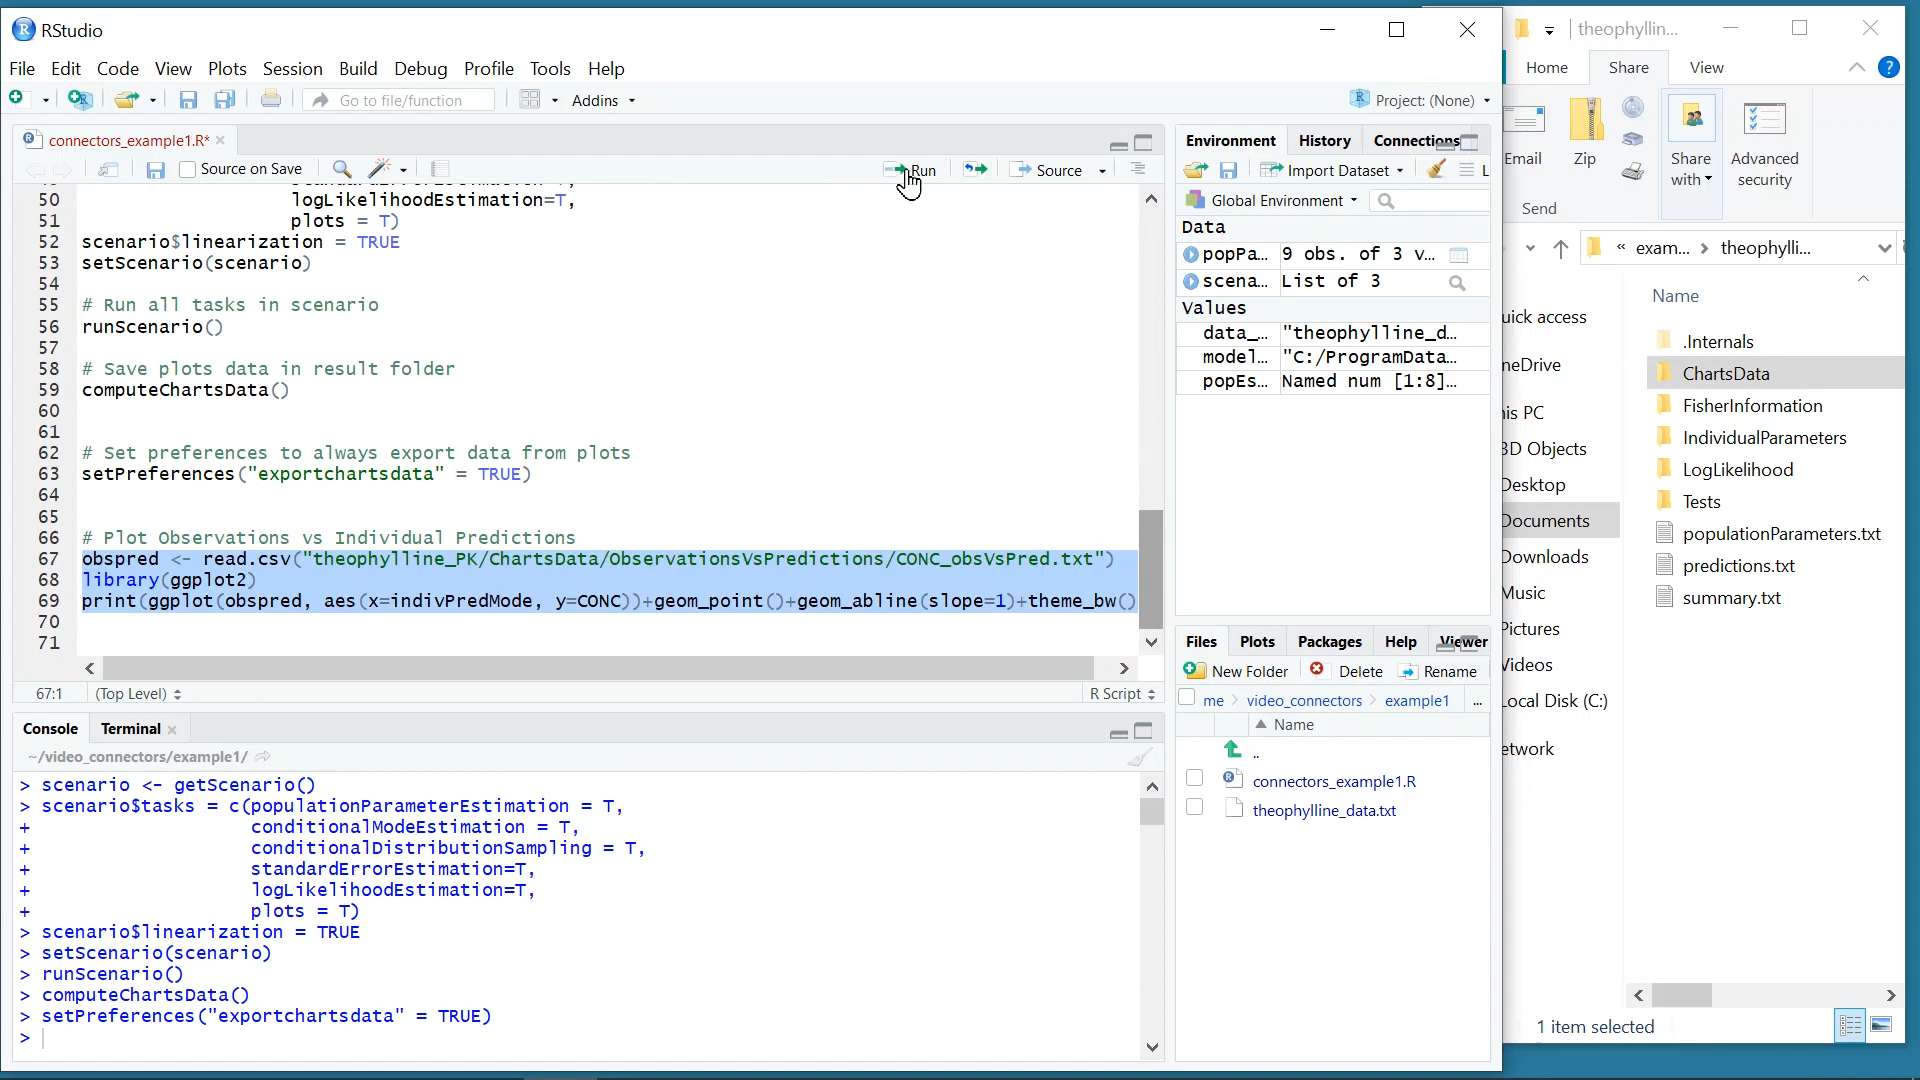 RStudio
File Edit Code View Plots Session Build Debug Profile Tools Help
Go to file/function
Addins
Project: (None)
connectors_example1.R*
Source on Save
Run
Source
50 logLikelihoodEstimation=T,
51 plots = T)
52 scenario$linearization = TRUE
53 setScenario(scenario)
54
55 # Run all tasks in scenario
56 runScenario()
57
58 # Save plots data in result folder
59 computeChartsData()
60
61
62 # Set preferences to always export data from plots
63 setPreferences("exportchartsdata" = TRUE)
64
65
66 # Plot Observations vs Individual Predictions
67 obspred <- read.csv("theophylline_PK/ChartsData/ObservationsVsPredictions/CONC_obsVsPred.txt")
68 library(ggplot2)
69 print(ggplot(obspred, aes(x=indivPredMode, y=CONC))+geom_point()+geom_abline(slope=1)+theme_bw()
70
71
67:1 (Top Level) R Script
Console Terminal
~/video_connectors/example1/
> scenario <- getScenario()
> scenario$tasks = c(populationParameterEstimation = T,
+ conditionalModeEstimation = T,
+ conditionalDistributionSampling = T,
+ standardErrorEstimation=T,
+ logLikelihoodEstimation=T,
+ plots = T)
> scenario$linearization = TRUE
> setScenario(scenario)
> runScenario()
> computeChartsData()
> setPreferences("exportchartsdata" = TRUE)
>
Environment History Connections
Import Dataset L
Global Environment
Data
popPa... 9 obs. of 3 v...
scena... List of 3
Values
data_... "theophylline_d...
model... "C:/ProgramData...
popEs... Named num [1:8]...
Files Plots Packages Help Viewer
New Folder Delete Rename
me video_connectors example1 ...
Name
..
connectors_example1.R
theophylline_data.txt
theophyllin...
Home Share View
Email
Zip
Share with
Advanced security
Send
« exam... theophylli...
Name
uick access
neDrive
his PC
3D Objects
Desktop
Documents
Downloads
Music
Pictures
Videos
Local Disk (C:)
etwork
.Internals
ChartsData
FisherInformation
IndividualParameters
LogLikelihood
Tests
populationParameters.txt
predictions.txt
summary.txt
1 item selected